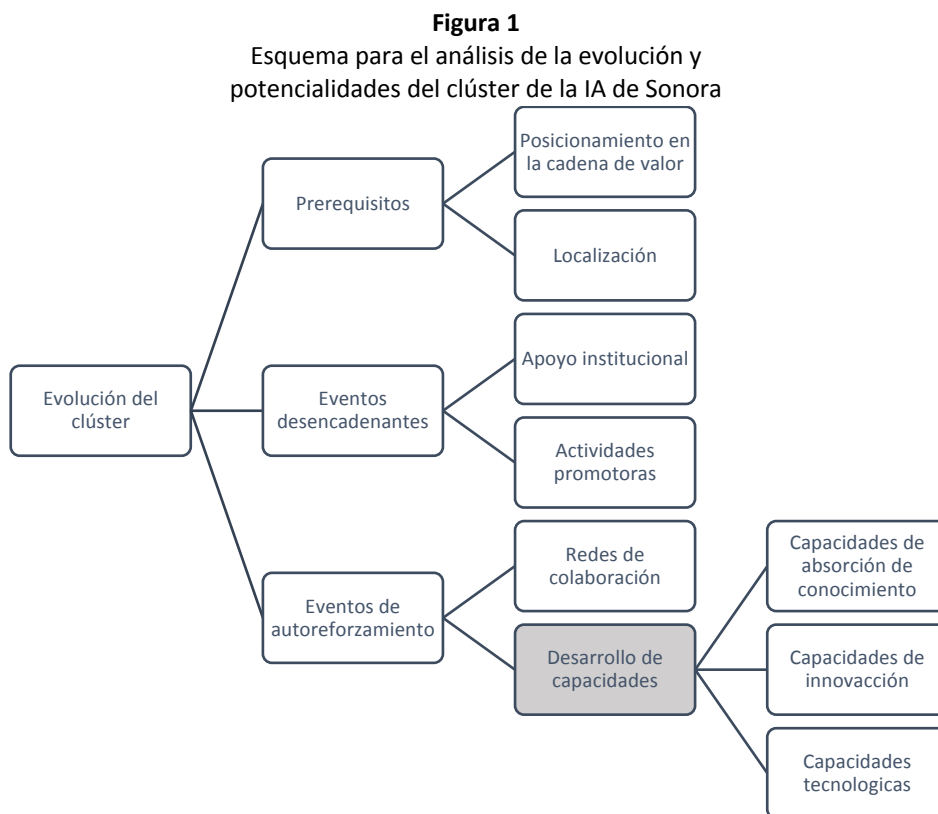 Figura 1
Esquema para el análisis de la evolución y
potencialidades del clúster de la IA de Sonora
Posicionamiento en
la cadena de valor
Prerequisitos
Localización
Apoyo institucional
Evolución del
clúster
Eventos
desencadenantes
Actividades
promotoras
Redes de
colaboración
Capacidades de
absorción de
conocimiento
Eventos de
autoreforzamiento
Desarrollo de
capacidades
Capacidades de
innovacción
Capacidades
tecnologicas